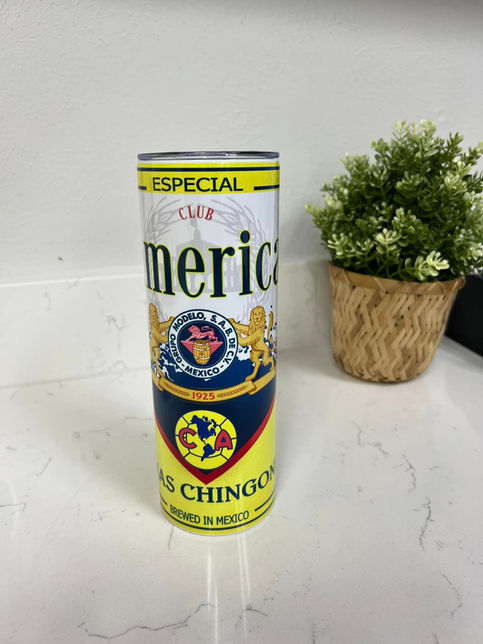 ESPECIAL
CLUB
merica
GRUPO MODELO, S.A.B. DE C.V.
MEXICO
1925
CA
AS CHINGON
BREWED IN MEXICO